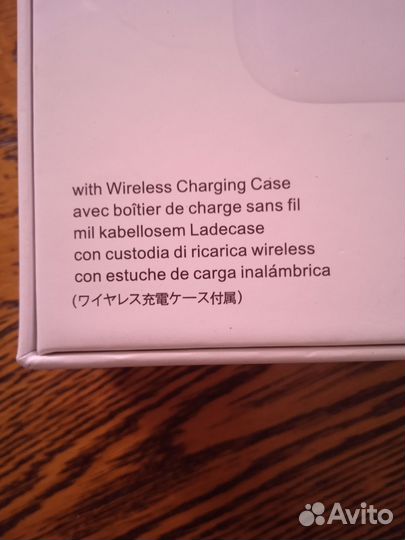 with Wireless Charging Case
avec boîtier de charge sans fil
mil kabellosem Ladecase
con custodia di ricarica wireless
con estuche de carga inalámbrica
(ワイヤレス充電ケース付属)
Avito